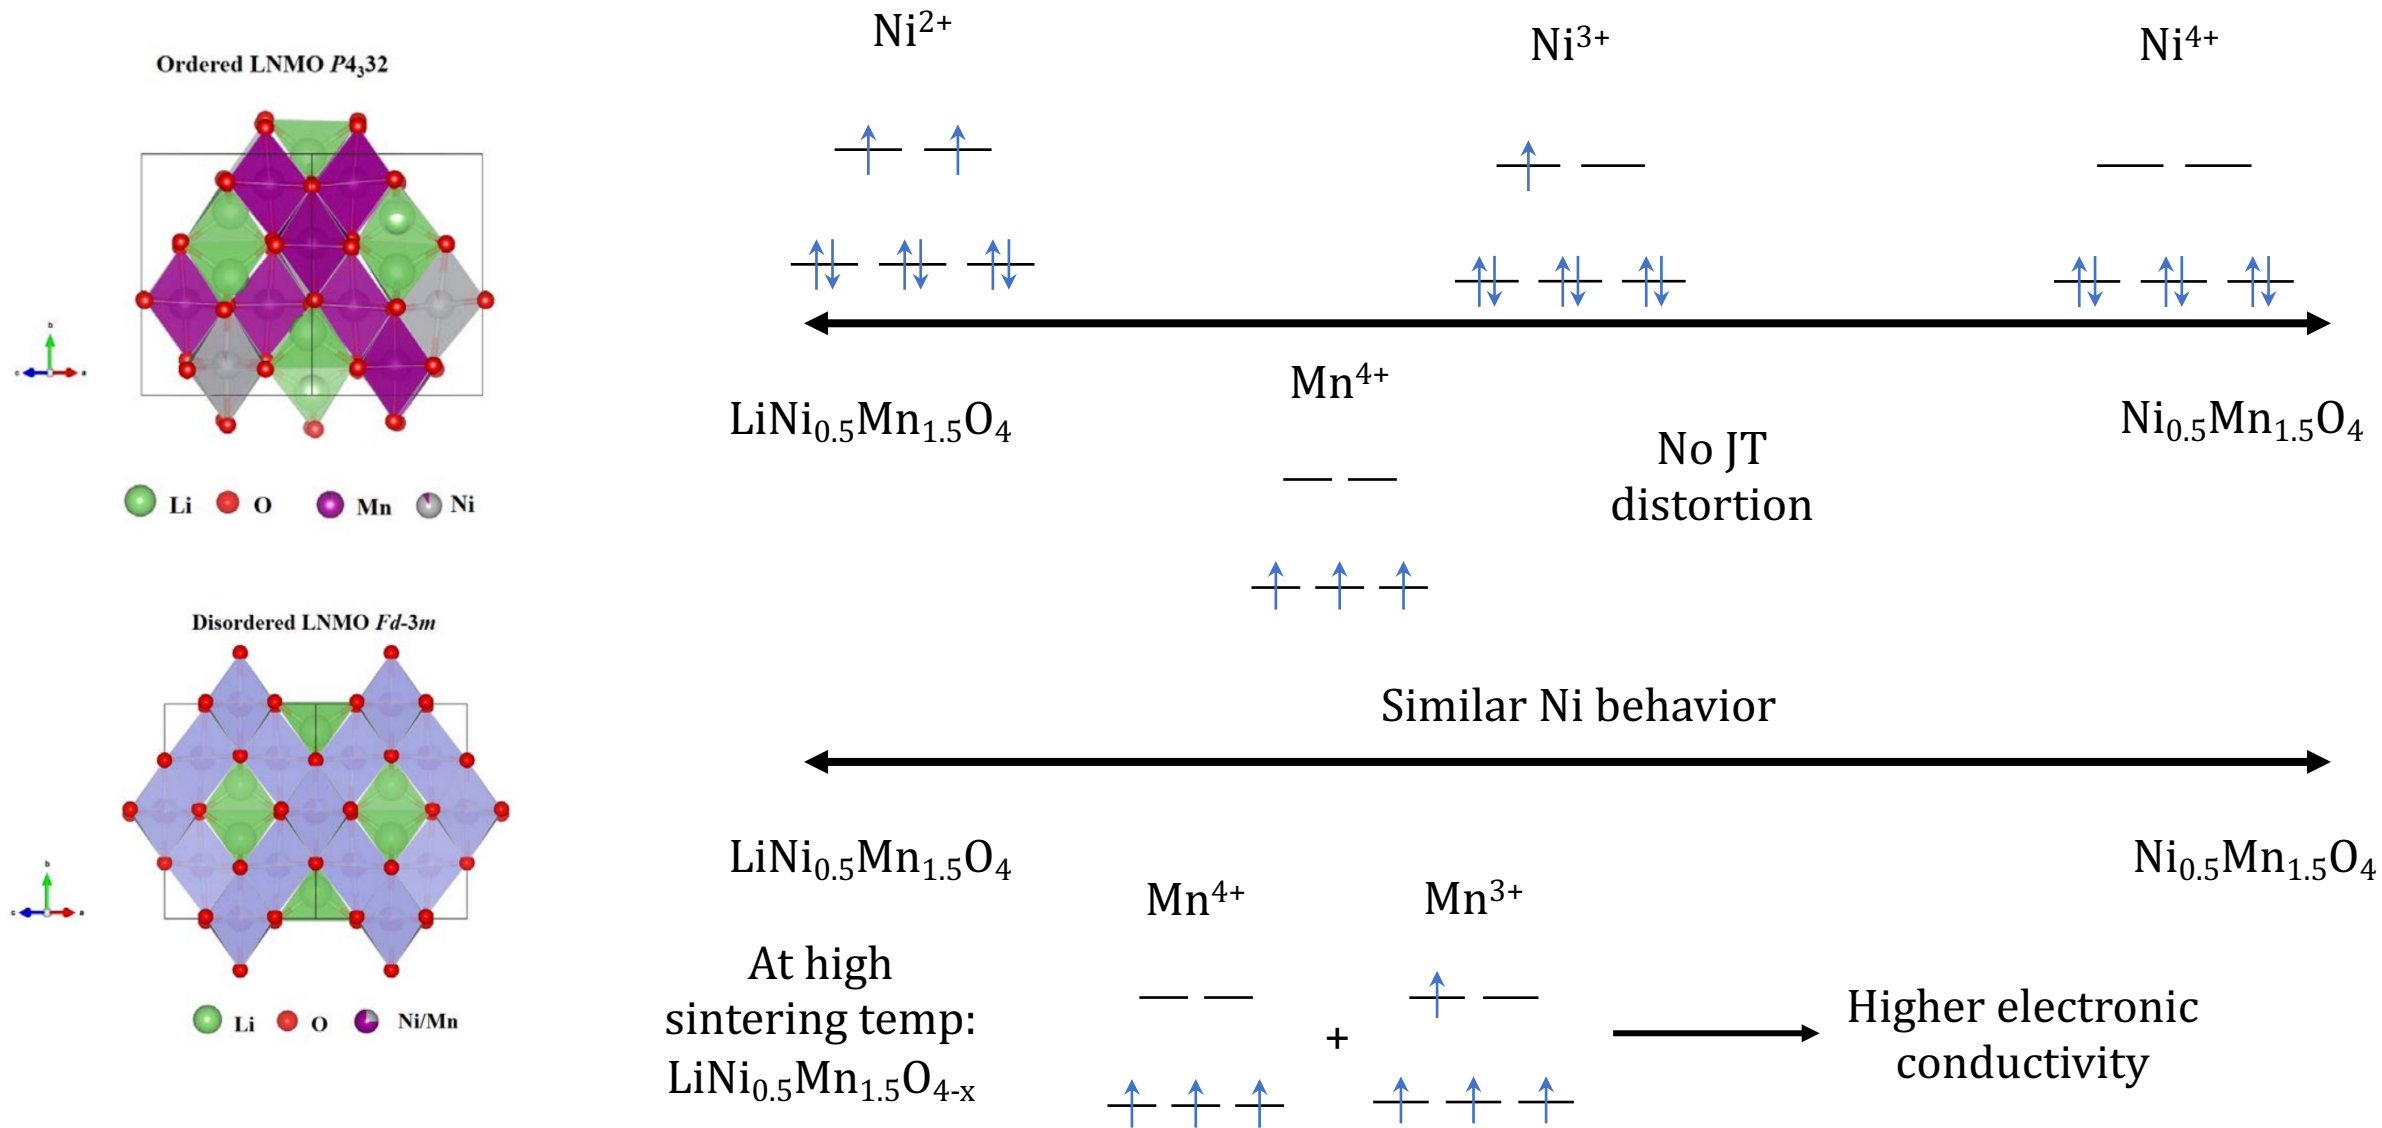 Ordered LNMO P4₃32
b
c
a
Li
O
Mn
Ni
Ni²⁺
Ni³⁺
Ni⁴⁺
LiNi₀.₅Mn₁.₅O₄
Mn⁴⁺
No JT
distortion
Ni₀.₅Mn₁.₅O₄
Disordered LNMO Fd-3m
b
c
a
Li
O
Ni/Mn
Similar Ni behavior
LiNi₀.₅Mn₁.₅O₄
Ni₀.₅Mn₁.₅O₄
At high
sintering temp:
LiNi₀.₅Mn₁.₅O₄₋ₓ
Mn⁴⁺
+
Mn³⁺
Higher electronic
conductivity